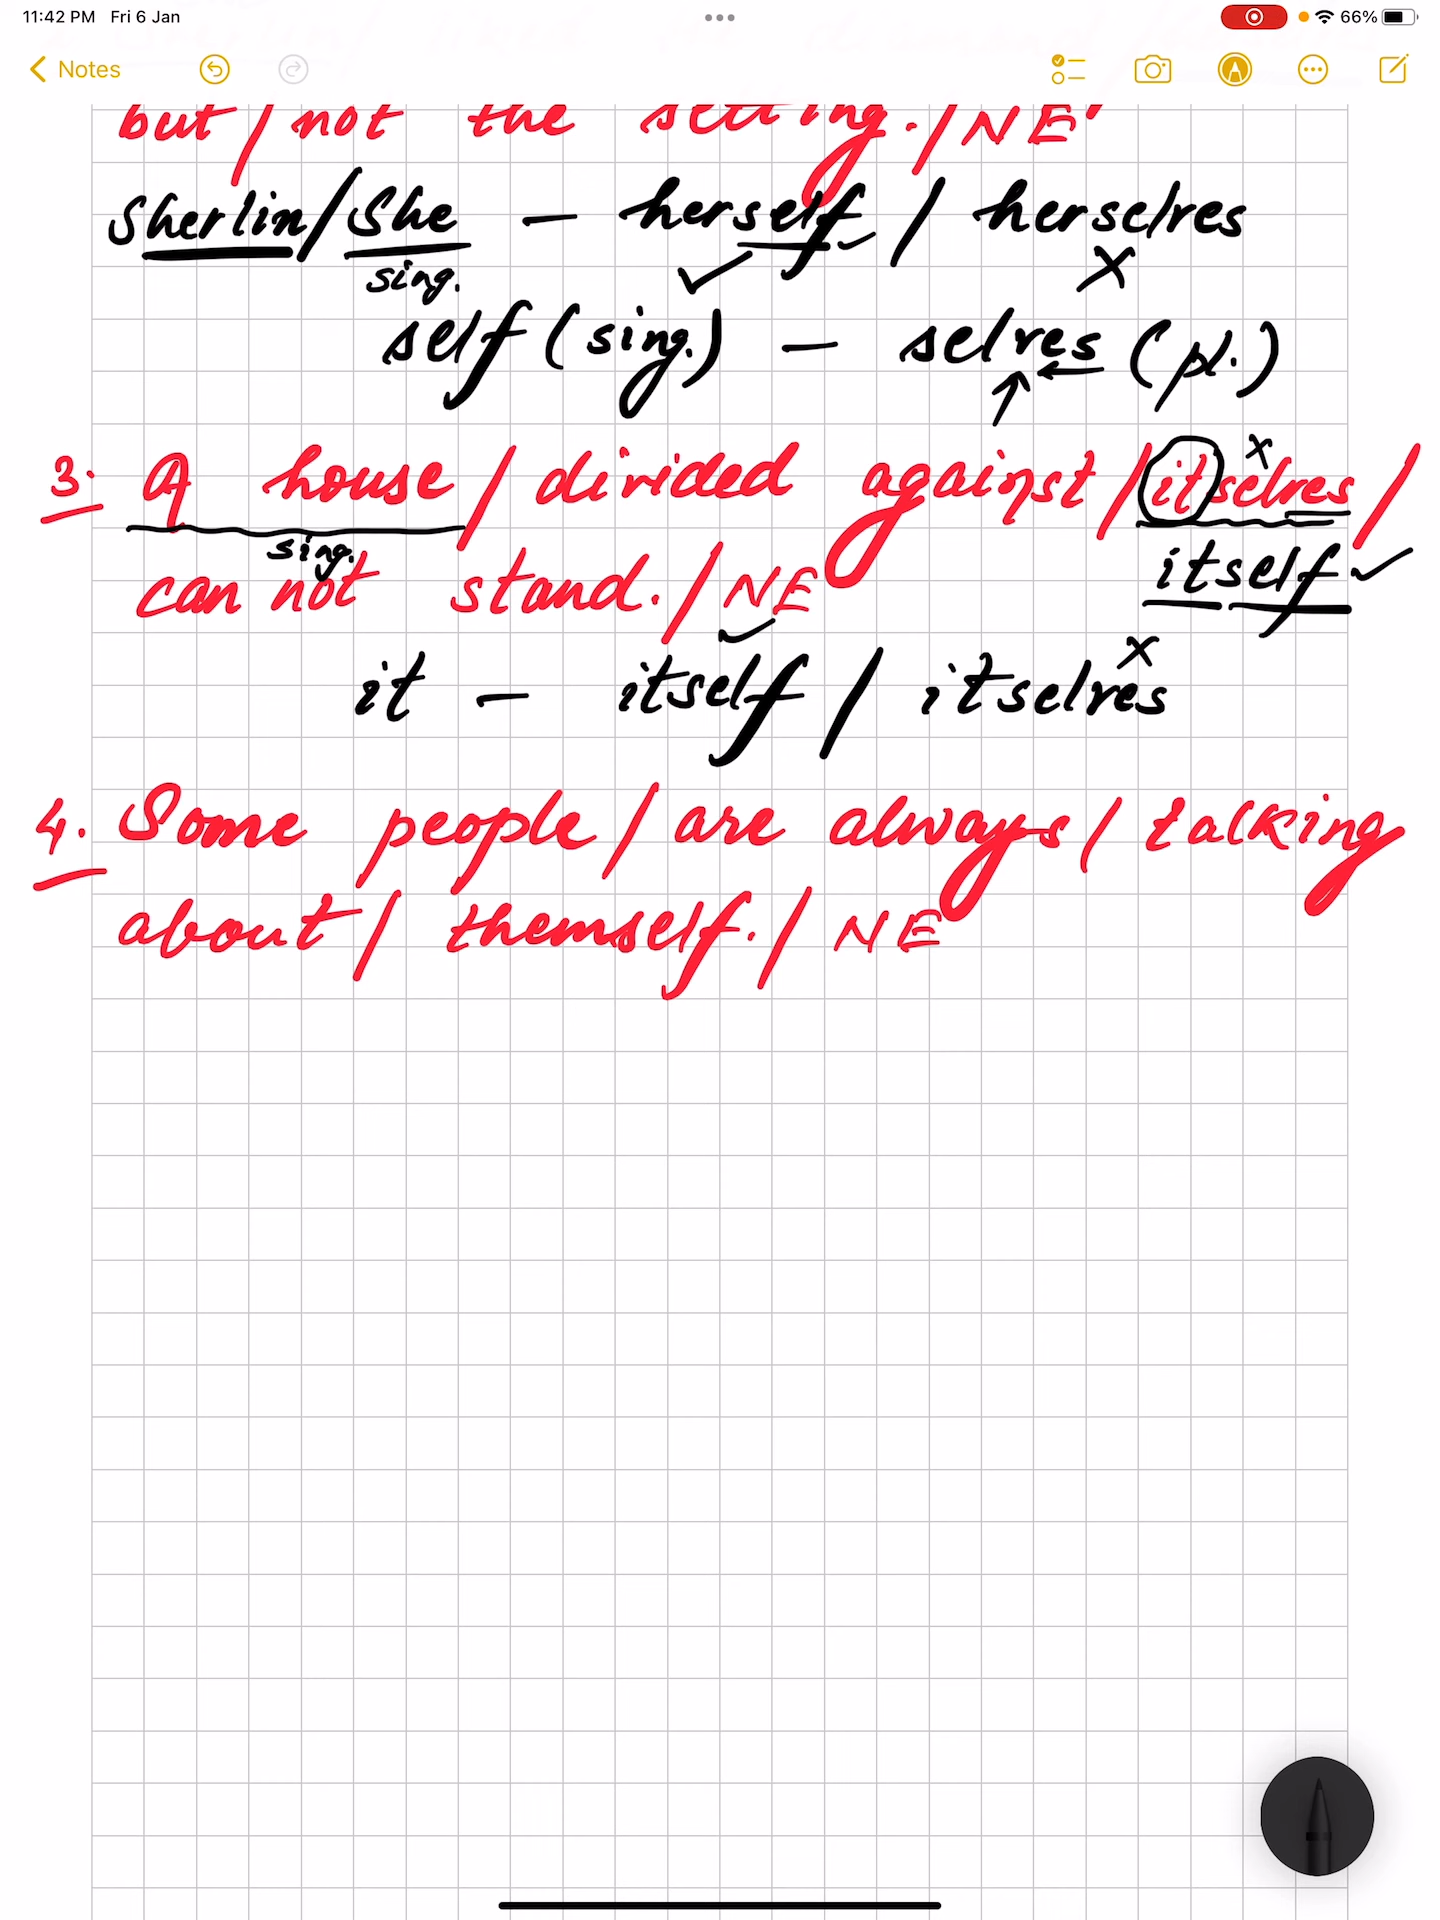 11:42 PM Fri 6 Jan 66%
Notes
but / not the setting. / NE
Sherlin / She – herself / herselves
sing.
self (sing.) – selves (pl.)
3. A house / divided against / itselves /
sing. itself
can not stand. / NE
it – itself / itselves
4. Some people / are always / talking
about / themself. / NE